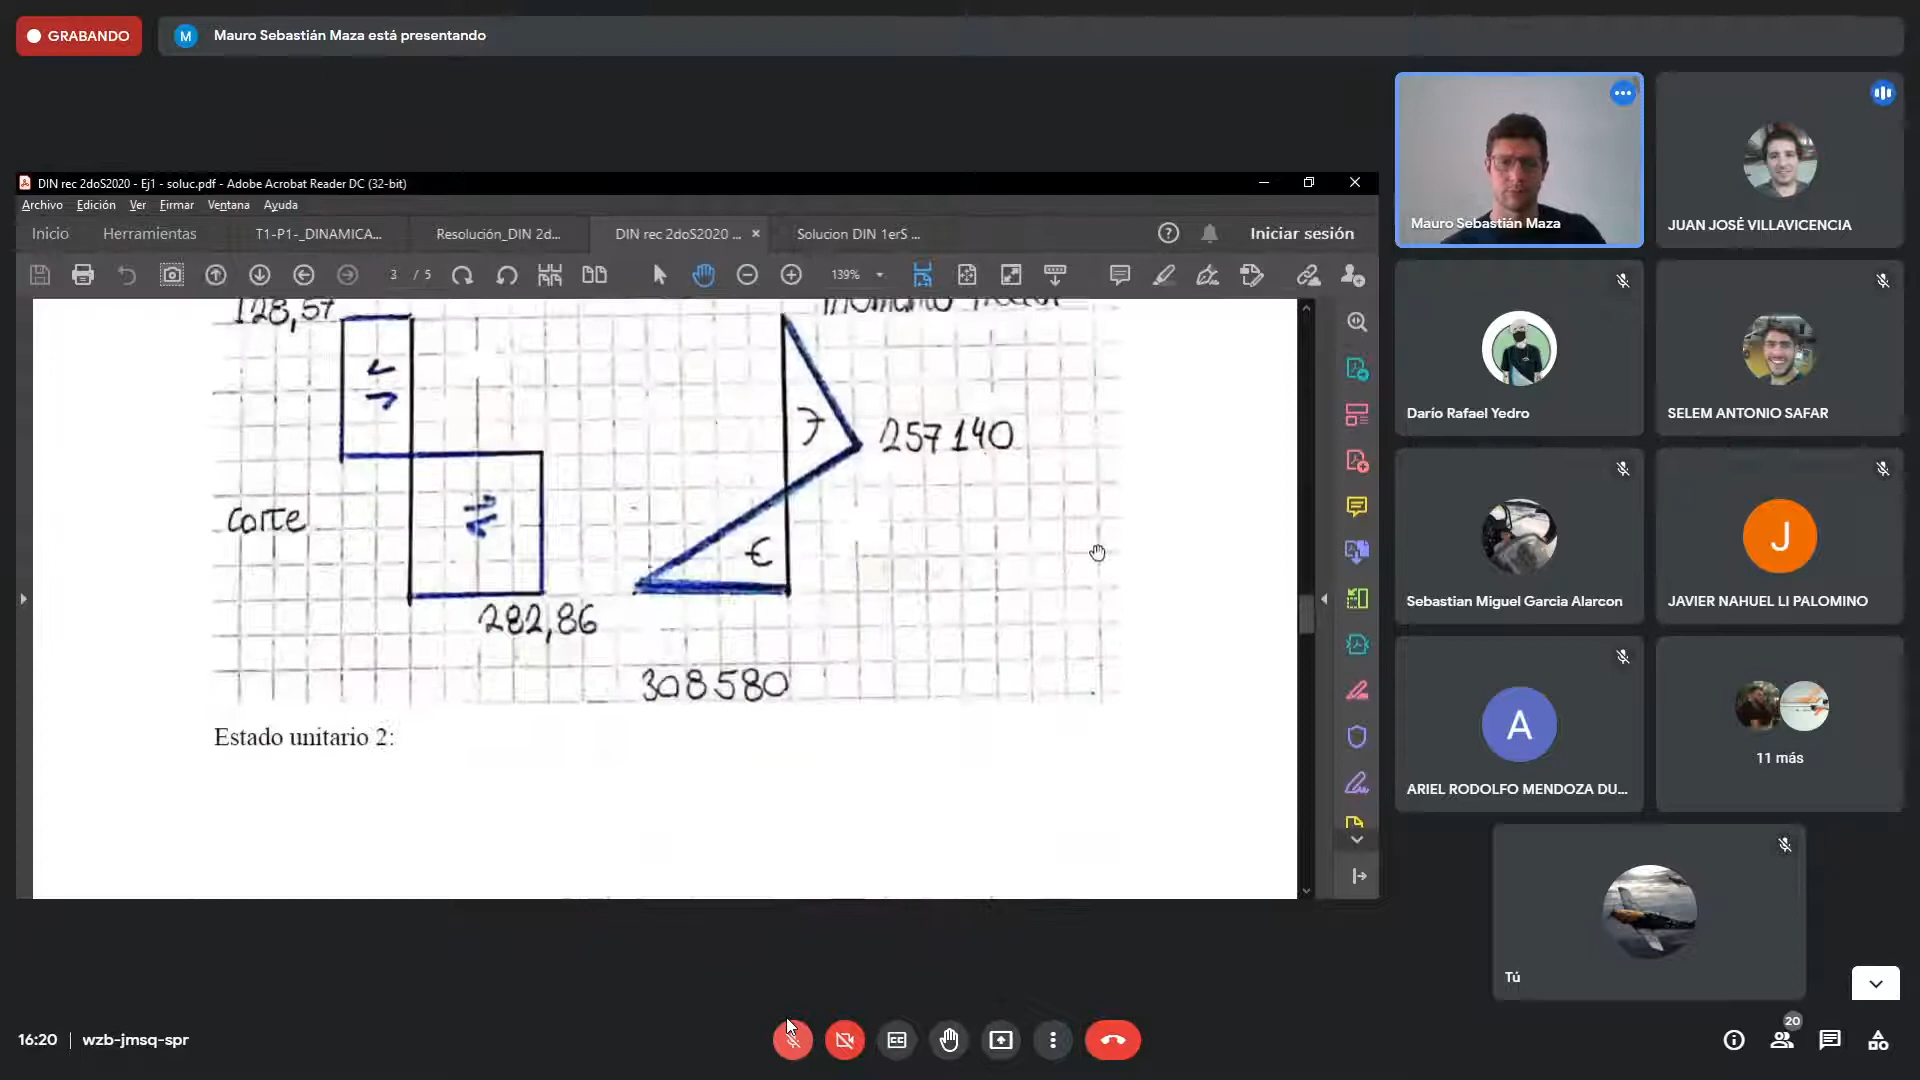 GRABANDO
M
Mauro Sebastián Maza está presentando
DIN rec 2doS2020 - Ej1 - soluc.pdf - Adobe Acrobat Reader DC (32-bit)
Archivo Edición Ver Firmar Ventana Ayuda
Inicio Herramientas T1-P1-_DINAMICA... Resolución_DIN 2d... DIN rec 2doS2020 ... Solucion DIN 1erS ... Iniciar sesión
3 / 5 139%
128,57
257140
corte
282,86
308580
Estado unitario 2:
Mauro Sebastián Maza
JUAN JOSÉ VILLAVICENCIA
Darío Rafael Yedro
SELEM ANTONIO SAFAR
Sebastian Miguel Garcia Alarcon
J
JAVIER NAHUEL LI PALOMINO
A
ARIEL RODOLFO MENDOZA DU...
11 más
Tú
16:20 | wzb-jmsq-spr
20